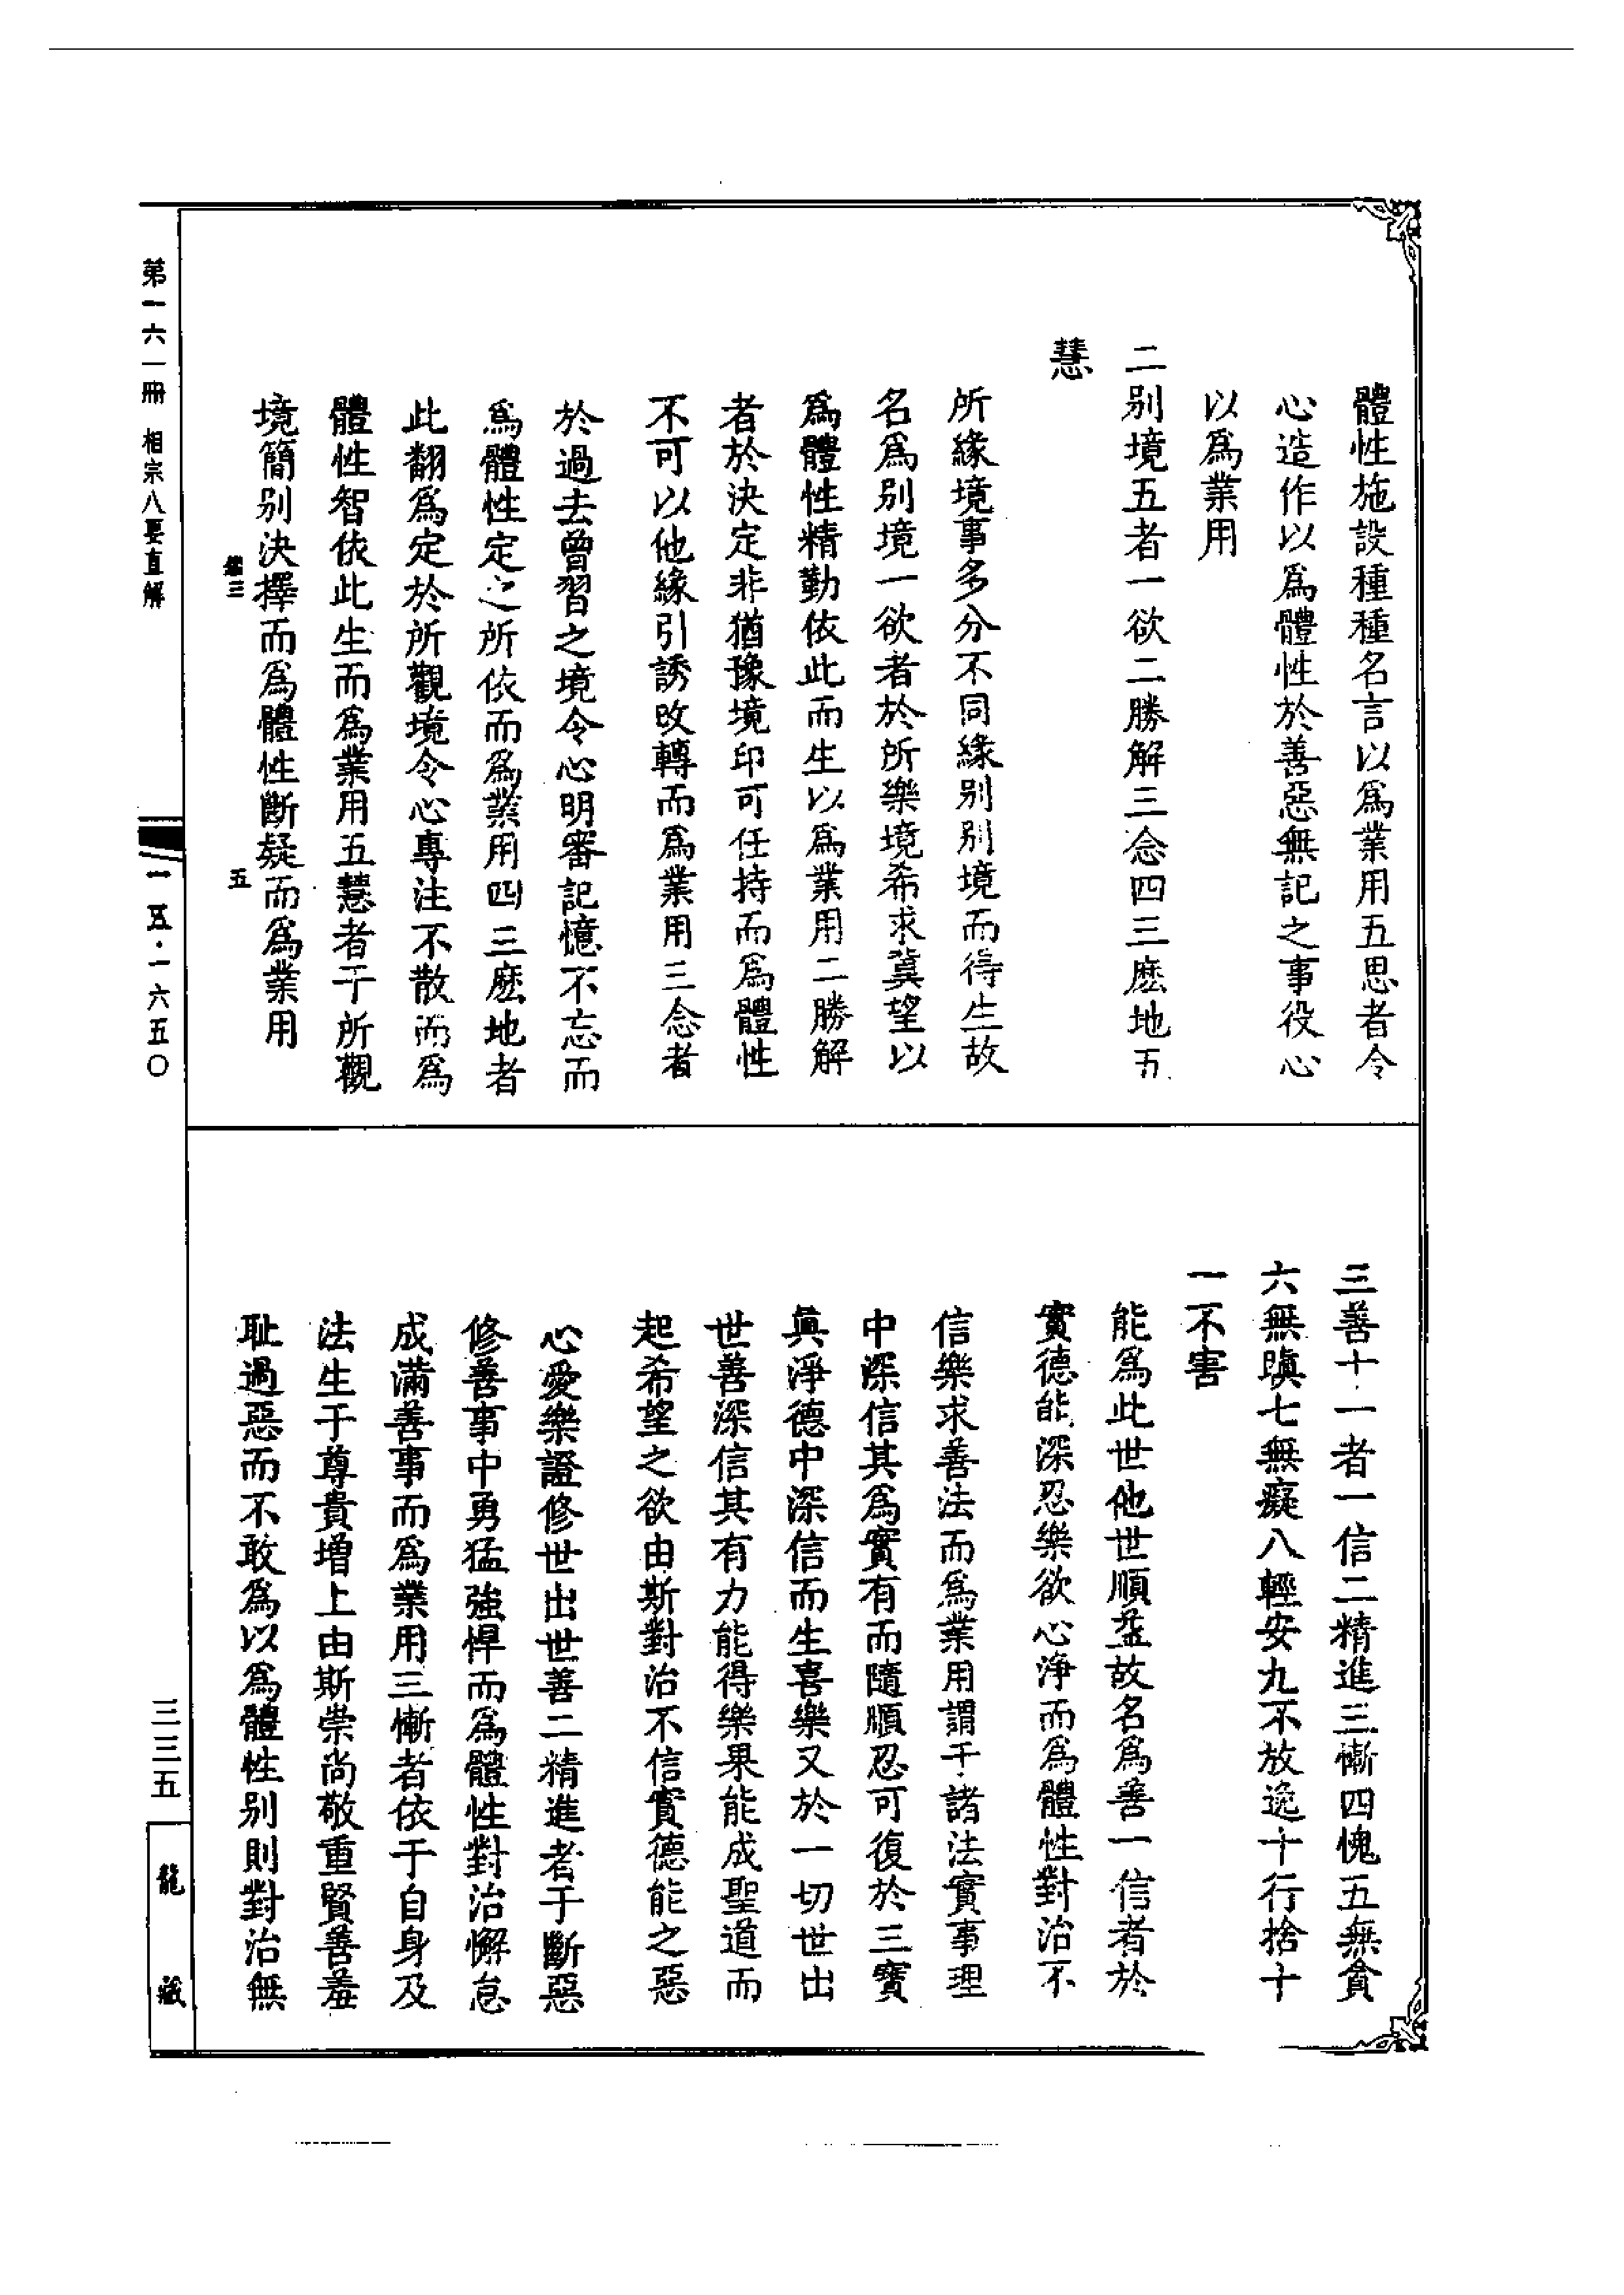 體性施設種種名言以爲業用五思者令
心造作以爲體性於善惡無記之事役心
以爲業用
二别境五者一欲二勝解三念四三麽地五
慧
所緣境事多分不同緣别别境而得生故
名爲别境一欲者於所樂境希求冀望以
爲體性精勤依此而生以爲業用二勝解
者於決定非猶豫境印可任持而爲體性
不可以他緣引誘改轉而爲業用三念者
於過去曾習之境令心明審記憶不忘而
爲體性定之所依而爲業用四三麽地者
此翻爲定於所觀境令心專注不散而爲
體性智依此生而爲業用五慧者于所觀
境簡别決擇而爲體性斷疑而爲業用
三 五
三善十一者一信二精進三慚四愧五無貪
六無瞋七無癡八輕安九不放逸十行捨十
一不害
能爲此世他世順益故名爲善一信者於
實德能深忍樂欲心淨而爲體性對治不
信樂求善法而爲業用謂于諸法實事理
中深信其爲實有而隨順忍可復於三寶
眞淨德中深信而生喜樂又於一切世出
世善深信其有力能得樂果能成聖道而
起希望之欲由斯對治不信實德能之惡
心愛樂證修世出世善二精進者于斷惡
修善事中勇猛強悍而爲體性對治懈怠
成滿善事而爲業用三慚者依于自身及
法生于尊貴增上由斯崇尚敬重賢善羞
耻過惡而不敢爲以爲體性别則對治無
第一六一冊 相宗八要直解
一六五〇
三三五
龍藏